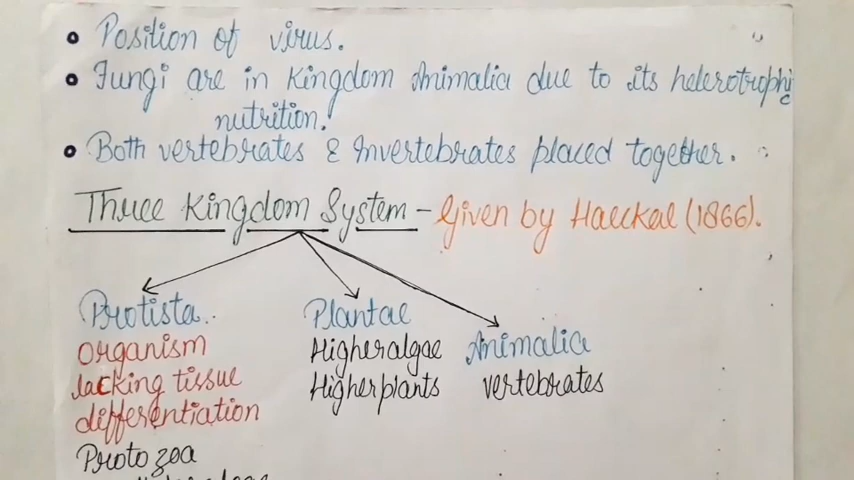 • Position of virus.
• Fungi are in Kingdom Animalia due to its heterotrophic
nutrition.
• Both vertebrates & Invertebrates placed together.
Three Kingdom System - Given by Haeckal (1866).
Protista
Organism
lacking tissue
differentiation
Protozoa
Plantae
Higher algae
Higher plants
Animalia
vertebrates